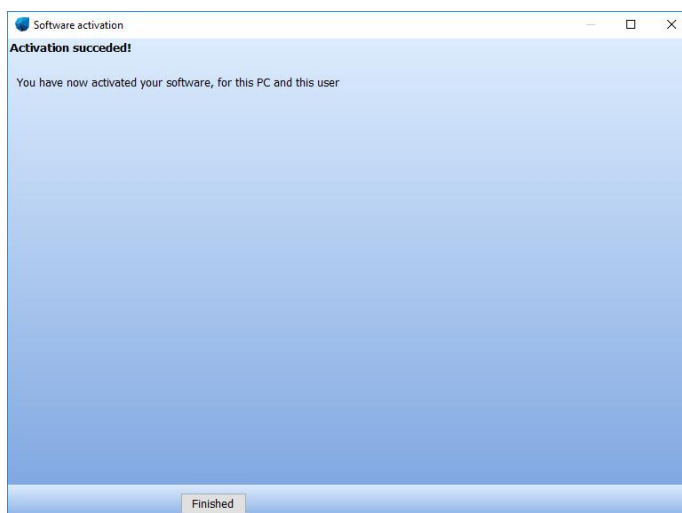 Software activation
Activation succeded!
You have now activated your software, for this PC and this user
Finished